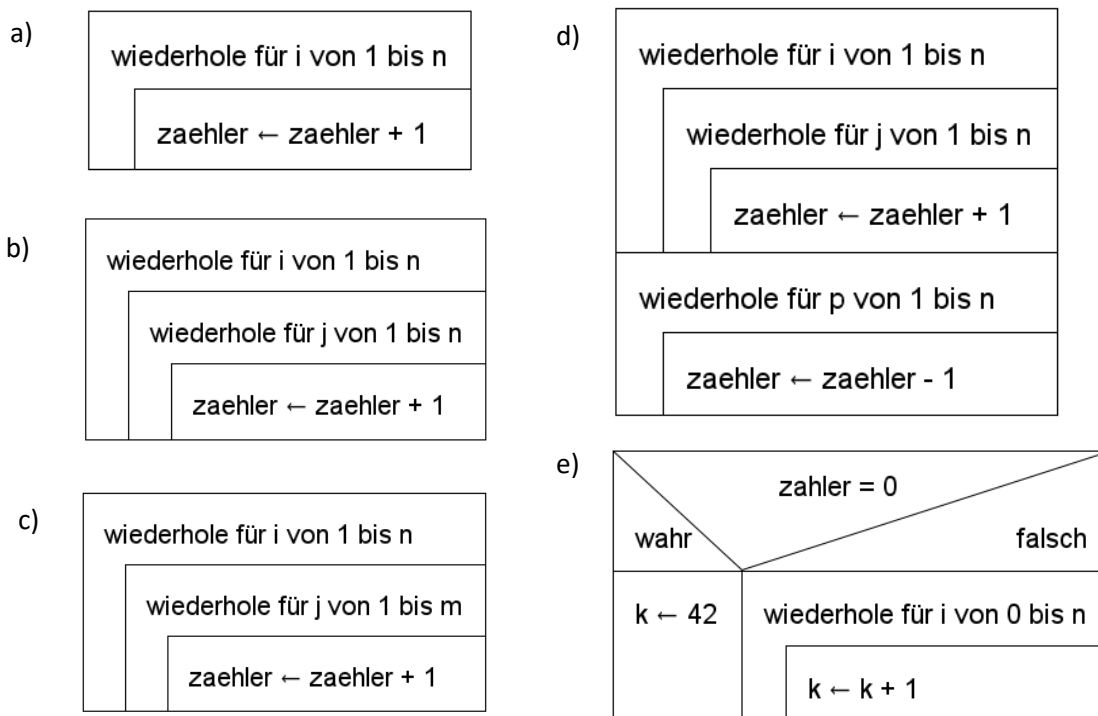 a)
wiederhole für i von 1 bis n
zaehler ← zaehler + 1
b)
wiederhole für i von 1 bis n
wiederhole für j von 1 bis n
zaehler ← zaehler + 1
c)
wiederhole für i von 1 bis n
wiederhole für j von 1 bis m
zaehler ← zaehler + 1
d)
wiederhole für i von 1 bis n
wiederhole für j von 1 bis n
zaehler ← zaehler + 1
wiederhole für p von 1 bis n
zaehler ← zaehler - 1
e)
zahler = 0
wahr falsch
k ← 42 wiederhole für i von 0 bis n
k ← k + 1